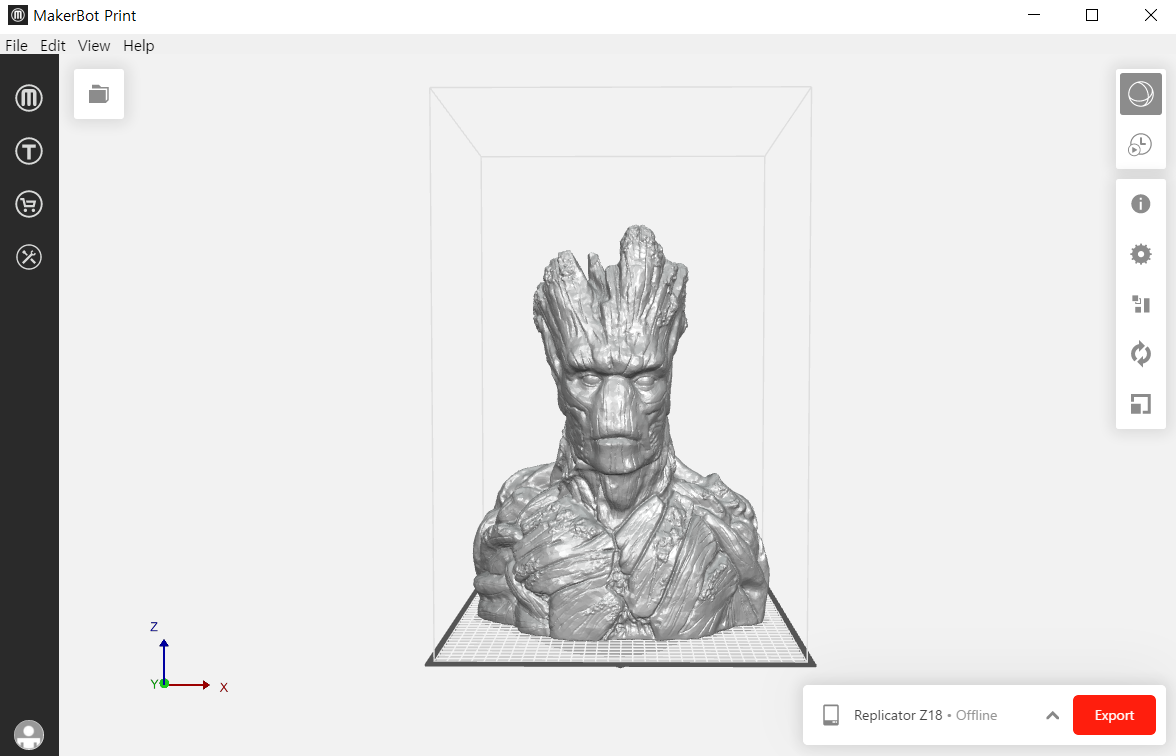 MakerBot Print
File Edit View Help
T
i
Z
Y
X
Replicator Z18 • Offline
Export